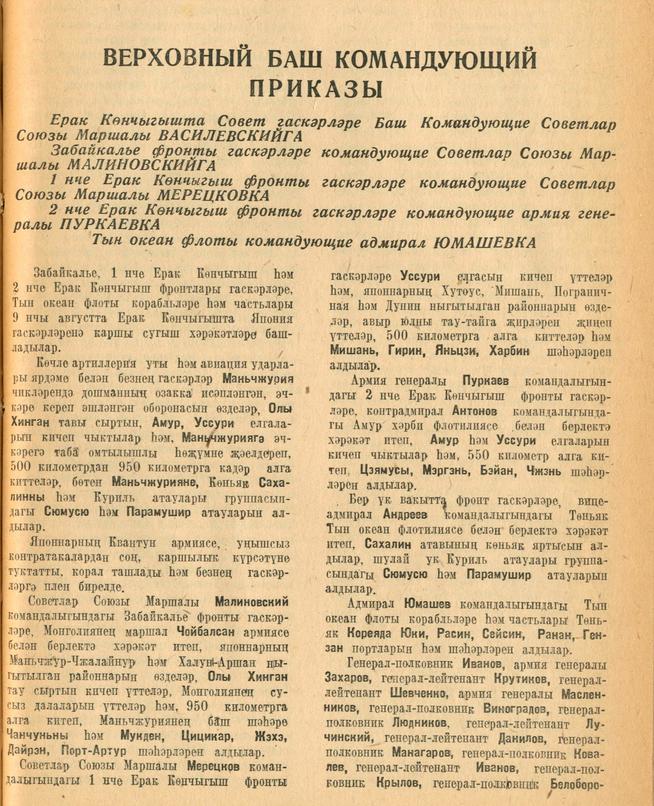 ВЕРХОВНЫЙ БАШ КОМАНДУЮЩИЙ
ПРИКАЗЫ
Ерак Көнчыгышта Совет гаскәрләре Баш Командующие Советлар
Союзы Маршалы ВАСИЛЕВСКИЙГА
Забайкалье фронты гаскәрләре командующие Советлар Союзы Мар-
шалы МАЛИНОВСКИЙГА
1 нче Ерак Көнчыгыш фронты гаскәрләре командующие Советлар
Союзы Маршалы МЕРЕЦКОВКА
2 нче Ерак Көнчыгыш фронты гаскәрләре командующие армия гене-
ралы ПУРКАЕВКА
Тын океан флоты командующие адмирал ЮМАШЕВКА
Забайкалье, 1 нче Ерак Көнчыгыш һәм
2 нче Ерак Көнчыгыш фронтлары гаскәрләре,
Тын океан флоты корабльләре һәм частьлары
9 нчы августта Ерак Көнчыгышта Япония
гаскәрләренә каршы сугыш хәрәкәтләре баш-
ладылар.
Көчле артиллерия уты һәм авиация ударла-
ры ярдәме белән безнең гаскәрләр Маньчжурия
чикләрендә дошманның озакка исәпләнгән, эч-
кәре кереп эшләнгән оборонасын өзделәр, Олы
Хинган тавы сыртын, Амур, Уссури елгала-
рын кичеп чыктылар һәм, Маньчжуриягә эч-
кәрегә таба омтылышлы һөҗүмне җәелдереп,
500 километрдан 950 километрга кадәр алга
киттеләр, бөтен Маньчжурияне, Көньяк Саха-
линны һәм Куриль атаулары группасын-
дагы Сюмусю һәм Парамушир атауларын ал-
дылар.
Японнарның Квантун армиясе, уңышсыз
контратакалардан соң, каршылык күрсәтүне
туктатты, корал ташлады һәм безнең гаскәр-
ләргә плен бирелде.
Советлар Союзы Маршалы Малиновский
командалыгындагы Забайкалье фронты гаскәр-
ләре, Монголиянең маршал Чойбалсан армиясе
белән берлектә хәрәкәт итеп, японнарның
Маньчжур-Чжалайнур һәм Халун-Аршан ны-
гытылган районнарын өзделәр, Олы Хинган
тау сыртын кичеп үттеләр, Монголиянең су-
сыз далаларын үттеләр һәм, 950 километрга
алга китеп, Маньчжуриянең баш шәһәре
Чанчуньны һәм Мукден, Цицикар, Жэхэ,
Дайрэн, Порт-Артур шәһәрләрен алдылар.
Советлар Союзы Маршалы Мерецков коман-
далыгындагы 1 нче Ерак Көнчыгыш фронты
гаскәрләре Уссури елгасын кичеп үттеләр
һәм, японнарның Хутоус, Мишань, Погранич-
ная һәм Дунин ныгытылган районнарын өзде-
ләр, авыр юллы тау-тайга җирләрен җиңеп
үттеләр, 500 километрга алга киттеләр һәм
Мишань, Гирин, Яньцзи, Харбин шәһәрләрен
алдылар.
Армия генералы Пуркаев командалыгын-
дагы 2 нче Ерак Көнчыгыш фронты гаскәр-
ләре, контрадмирал Антонов командалыгында-
гы Амур хәрби флотилиясе белән берлектә
хәрәкәт итеп, Амур һәм Уссури елгаларын
кичеп чыктылар һәм, 550 километр алга ки-
теп, Цзямусы, Мэргэнь, Бэйан, Чжэнь шәһәр-
ләрен алдылар.
Бер үк вакытта фронт гаскәрләре, вице-
адмирал Андреев командалыгындагы Төньяк
Тын океан флотилиясе белән берлектә хәрәкәт
итеп, Сахалин атавының көньяк яртысын ал-
дылар, шулай ук Куриль атаулары группа-
сындагы Сюмусю һәм Парамушир атауларын
алдылар.
Адмирал Юмашев командалыгындагы Тын
океан флоты корабльләре һәм частьлары Төнь-
як Кореяда Юки, Расин, Сейсин, Ранан, Ген-
зан портларын һәм шәһәрләрен алдылар.
Генерал-полковник Иванов, армия генералы
Захаров, генерал-лейтенант Крутиков, генерал-
лейтенант Шевченко, армия генералы Маслен-
ников, генерал-полковник Виноградов, генерал-
полковник Людников, генерал-лейтенант Лу-
чинский, генерал-лейтенант Данилов, генерал-
полковник Манагаров, генерал-полковник Кова-
лев, генерал-лейтенант Иванов, генерал-пол-
ковник Крылов, генерал-полковник Белоборо-